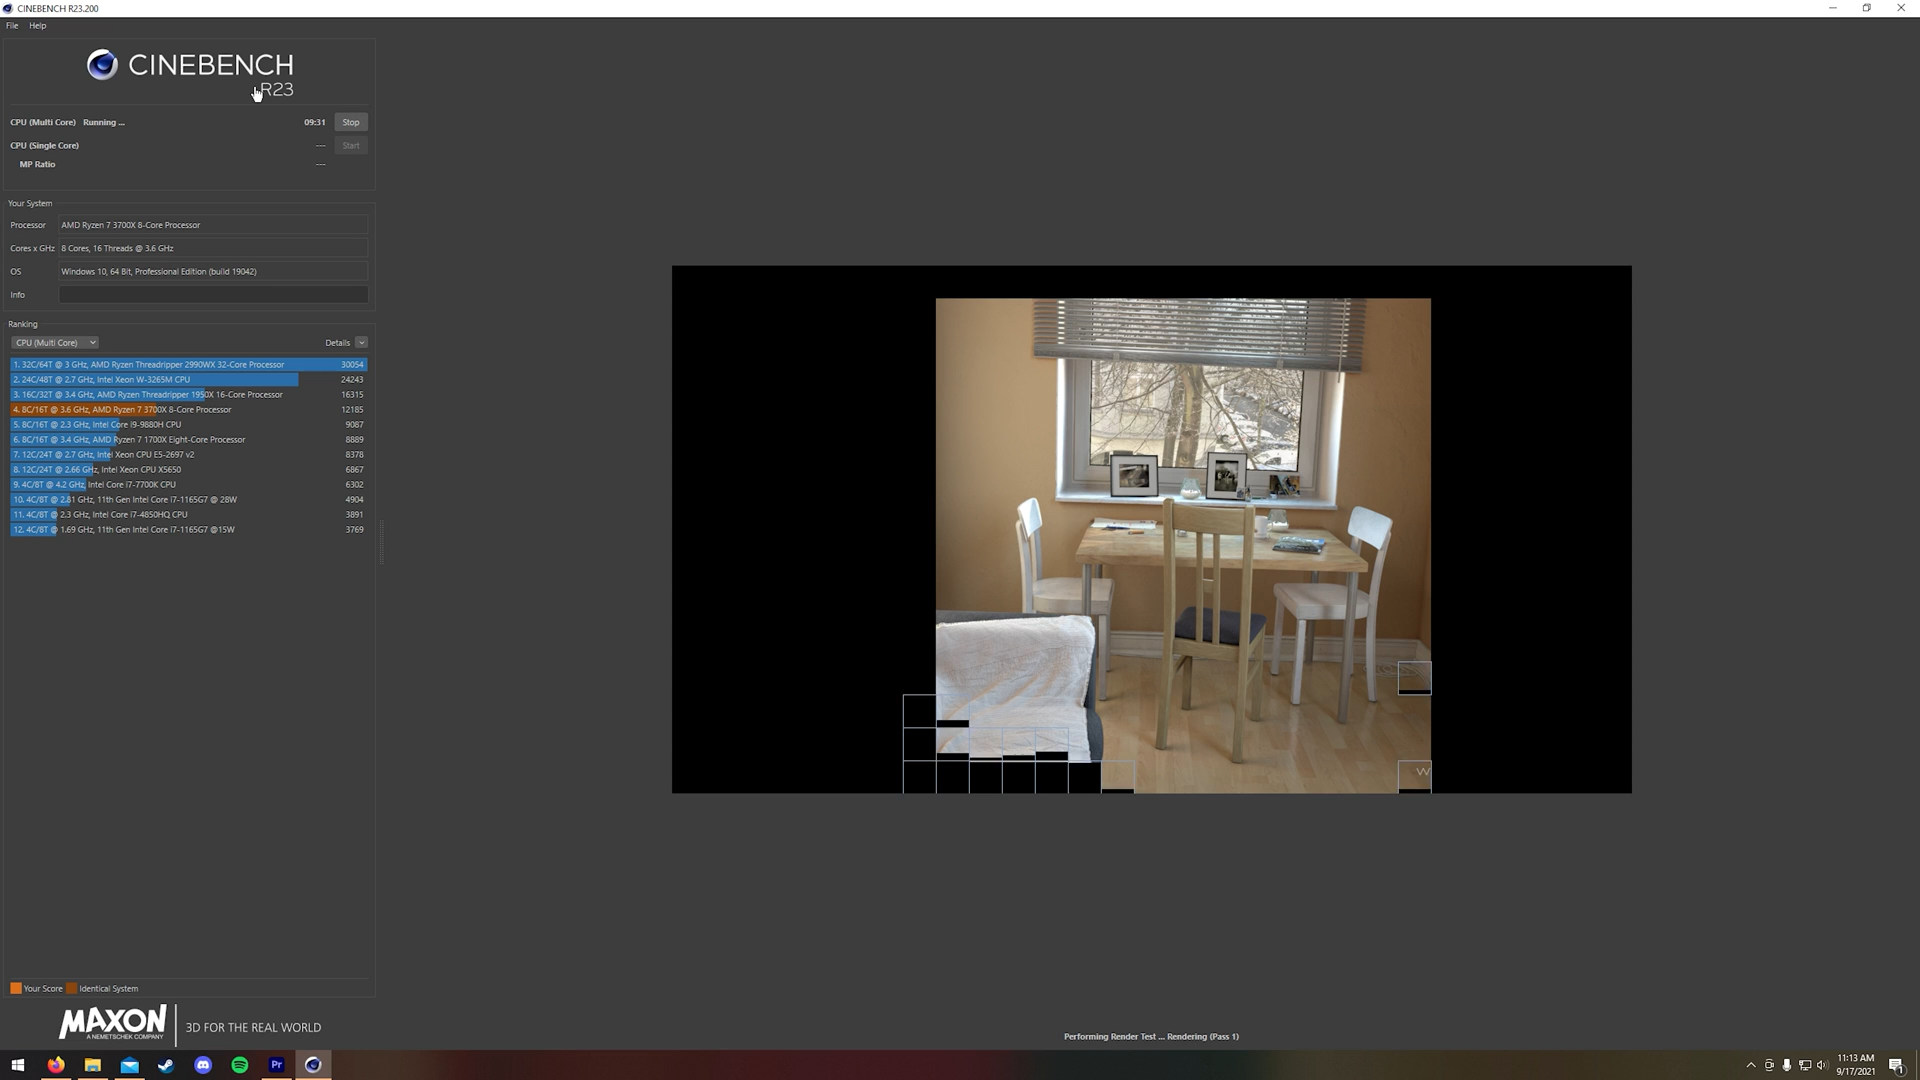 CINEBENCH R23.200
File Help
CINEBENCH
R23
CPU (Multi Core) Running ... 09:31 Stop
CPU (Single Core) --- Start
MP Ratio ---
Your System
Processor AMD Ryzen 7 3700X 8-Core Processor
Cores x GHz 8 Cores, 16 Threads @ 3.6 GHz
OS Windows 10, 64 Bit, Professional Edition (build 19042)
Info
Ranking
CPU (Multi Core) Details
1. 32C/64T @ 3 GHz, AMD Ryzen Threadripper 2990WX 32-Core Processor 30054
2. 24C/48T @ 2.7 GHz, Intel Xeon W-3265M CPU 24243
3. 16C/32T @ 3.4 GHz, AMD Ryzen Threadripper 1950X 16-Core Processor 16315
4. 8C/16T @ 3.6 GHz, AMD Ryzen 7 3700X 8-Core Processor 12185
5. 8C/16T @ 2.3 GHz, Intel Core i9-9880H CPU 9087
6. 8C/16T @ 3.4 GHz, AMD Ryzen 7 1700X Eight-Core Processor 8889
7. 12C/24T @ 2.7 GHz, Intel Xeon CPU E5-2697 v2 8378
8. 12C/24T @ 2.66 GHz, Intel Xeon CPU X5650 6867
9. 4C/8T @ 4.2 GHz, Intel Core i7-7700K CPU 6302
10. 4C/8T @ 2.81 GHz, 11th Gen Intel Core i7-1165G7 @ 28W 4904
11. 4C/8T @ 2.3 GHz, Intel Core i7-4850HQ CPU 3891
12. 4C/8T @ 1.69 GHz, 11th Gen Intel Core i7-1165G7 @15W 3769
W
Your Score Identical System
MAXON
A NEMETSCHEK COMPANY
3D FOR THE REAL WORLD
Performing Render Test ... Rendering (Pass 1)
Pr
11:13 AM
9/17/2021
1